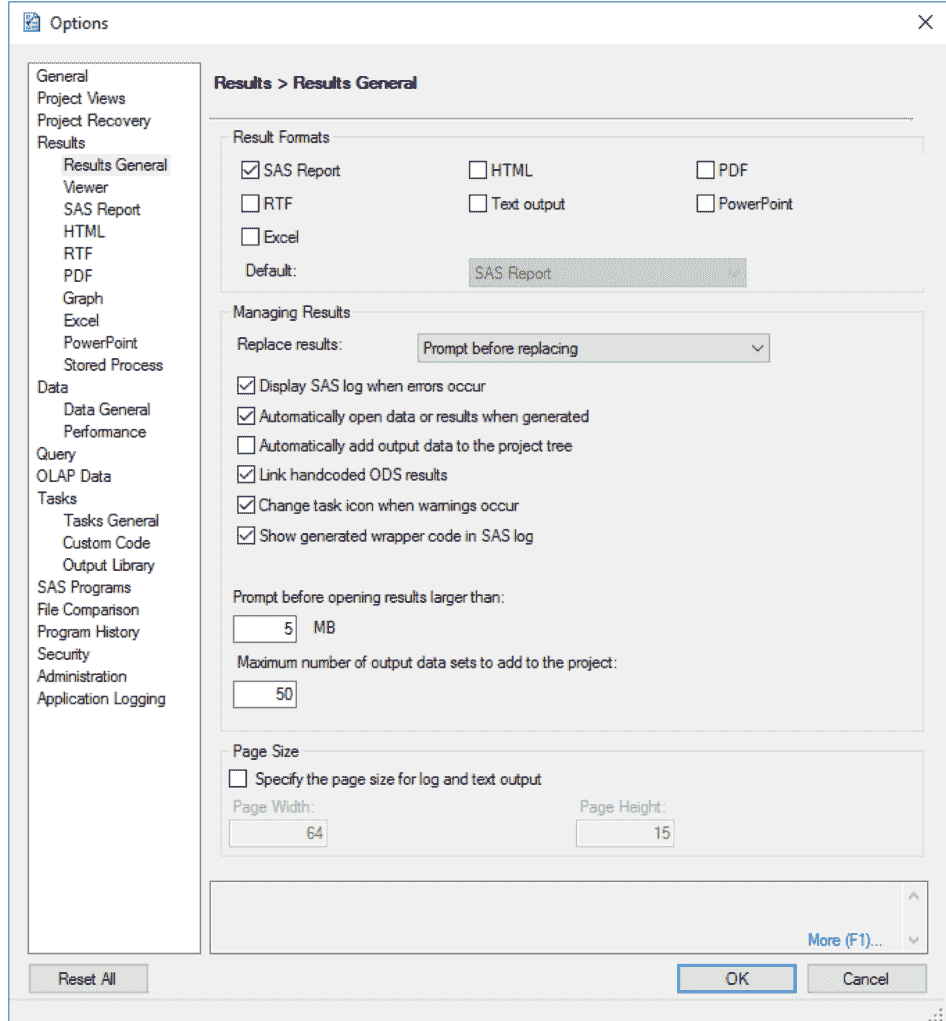 Options
General
Project Views
Project Recovery
Results
Results General
Viewer
SAS Report
HTML
RTF
PDF
Graph
Excel
PowerPoint
Stored Process
Data
Data General
Performance
Query
OLAP Data
Tasks
Tasks General
Custom Code
Output Library
SAS Programs
File Comparison
Program History
Security
Administration
Application Logging
Results > Results General
Result Formats
SAS Report HTML PDF
RTF Text output PowerPoint
Excel
Default: SAS Report
Managing Results
Replace results: Prompt before replacing
Display SAS log when errors occur
Automatically open data or results when generated
Automatically add output data to the project tree
Link handcoded ODS results
Change task icon when warnings occur
Show generated wrapper code in SAS log
Prompt before opening results larger than:
5 MB
Maximum number of output data sets to add to the project:
50
Page Size
Specify the page size for log and text output
Page Width: Page Height:
64 15
More (F1)...
Reset All OK Cancel